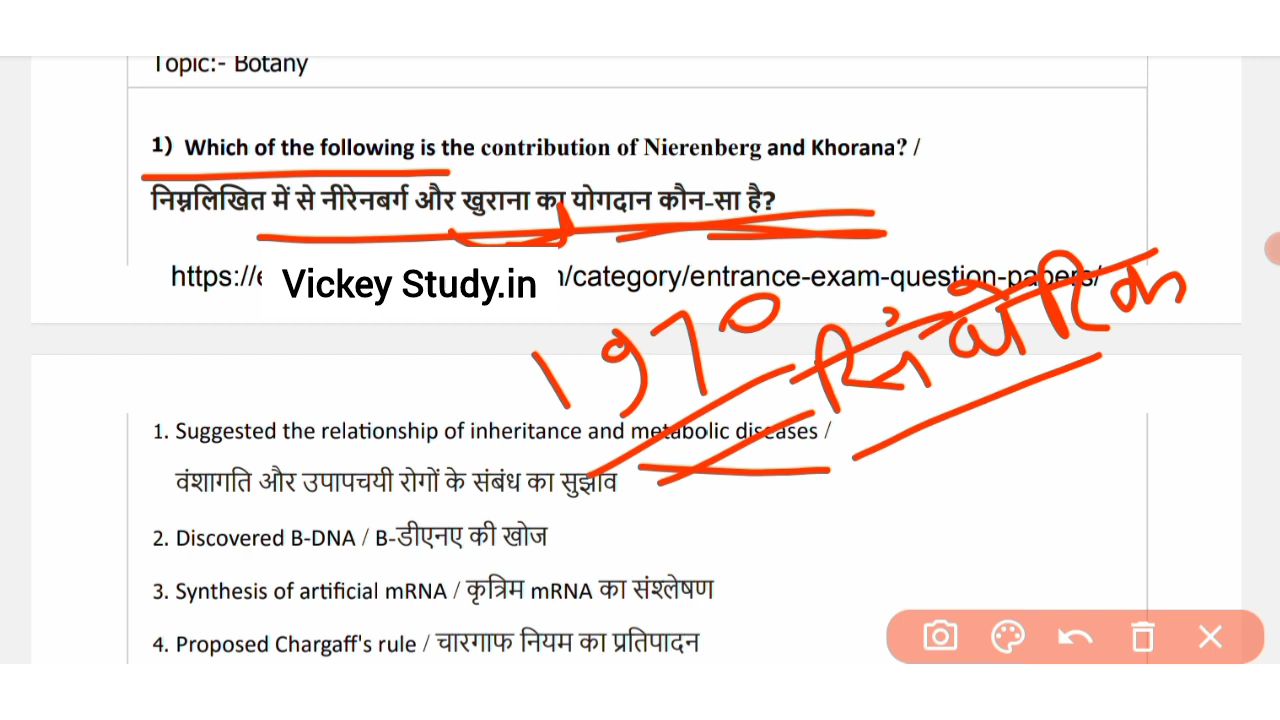 Topic:- Botany
1) Which of the following is the contribution of Nierenberg and Khorana? /
निम्नलिखित में से नीरेनबर्ग और खुराना का योगदान कौन-सा है?
https://e Vickey Study.in n/category/entrance-exam-question-papers/
1970
1. Suggested the relationship of inheritance and metabolic diseases /
वंशागति और उपापचयी रोगों के संबंध का सुझाव
2. Discovered B-DNA / B-डीएनए की खोज
3. Synthesis of artificial mRNA / कृत्रिम mRNA का संश्लेषण
4. Proposed Chargaff's rule / चारगाफ नियम का प्रतिपादन